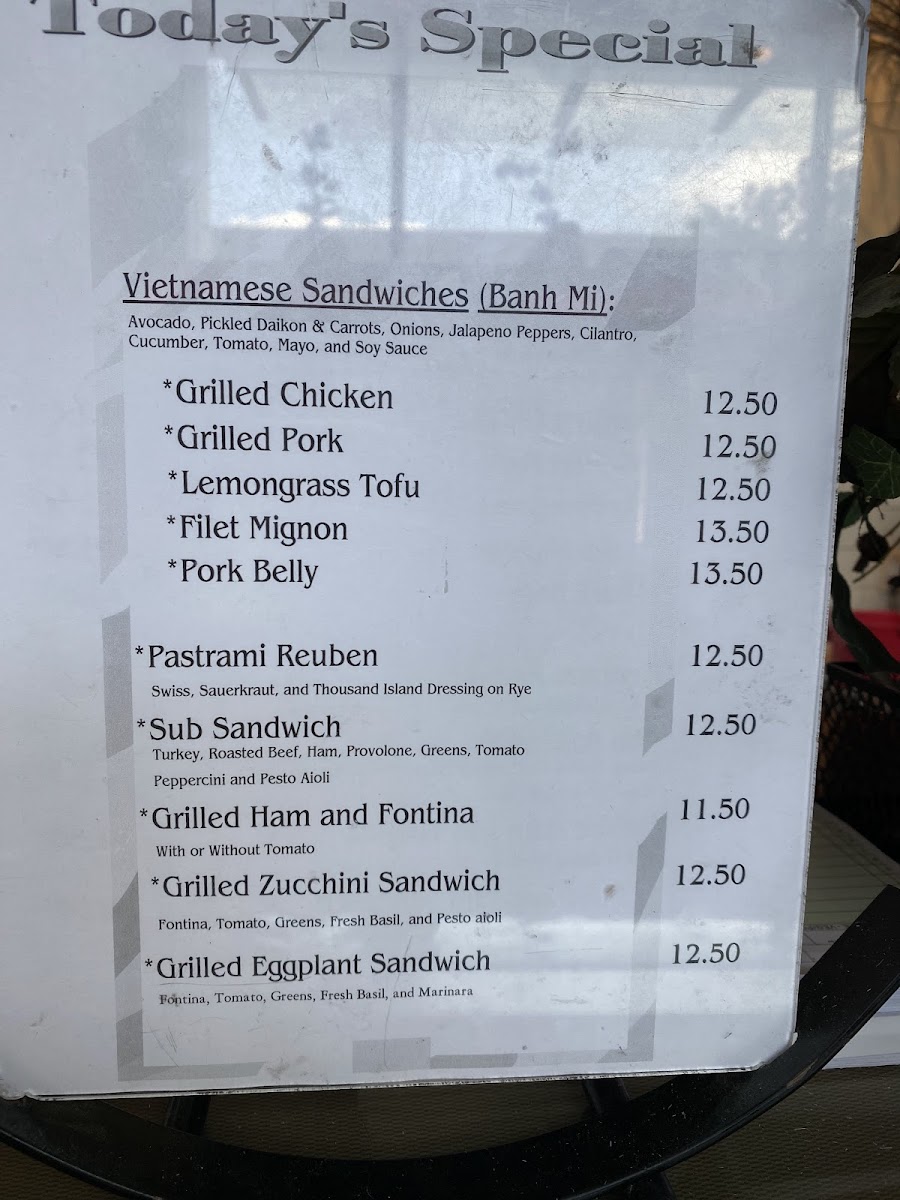 Today's Special
Vietnamese Sandwiches (Banh Mi):
Avocado, Pickled Daikon & Carrots, Onions, Jalapeno Peppers, Cilantro,
Cucumber, Tomato, Mayo, and Soy Sauce
*Grilled Chicken 12.50
*Grilled Pork 12.50
*Lemongrass Tofu 12.50
*Filet Mignon 13.50
*Pork Belly 13.50
*Pastrami Reuben 12.50
Swiss, Sauerkraut, and Thousand Island Dressing on Rye
*Sub Sandwich 12.50
Turkey, Roasted Beef, Ham, Provolone, Greens, Tomato
Peppercini and Pesto Aioli
*Grilled Ham and Fontina 11.50
With or Without Tomato
*Grilled Zucchini Sandwich 12.50
Fontina, Tomato, Greens, Fresh Basil, and Pesto aioli
*Grilled Eggplant Sandwich 12.50
Fontina, Tomato, Greens, Fresh Basil, and Marinara